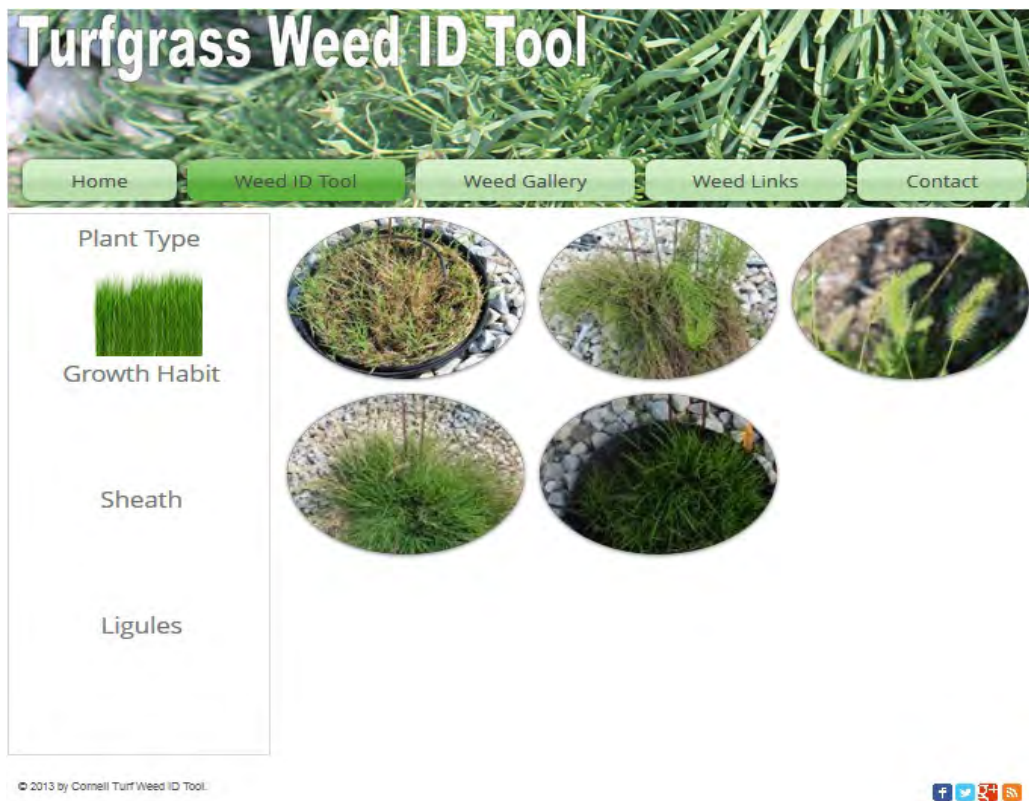 Turfgrass Weed ID Tool
Home Weed ID Tool Weed Gallery Weed Links Contact
Plant Type
Growth Habit
Sheath
Ligules
© 2013 by Cornell Turf Weed ID Tool.